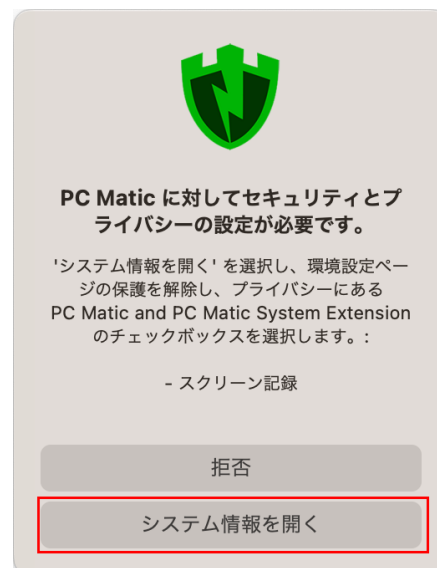 PC Matic に対してセキュリティとプ
ライバシーの設定が必要です。
'システム情報を開く' を選択し、環境設定ペー
ジの保護を解除し、プライバシーにある
PC Matic and PC Matic System Extension
のチェックボックスを選択します。:
- スクリーン記録
拒否
システム情報を開く